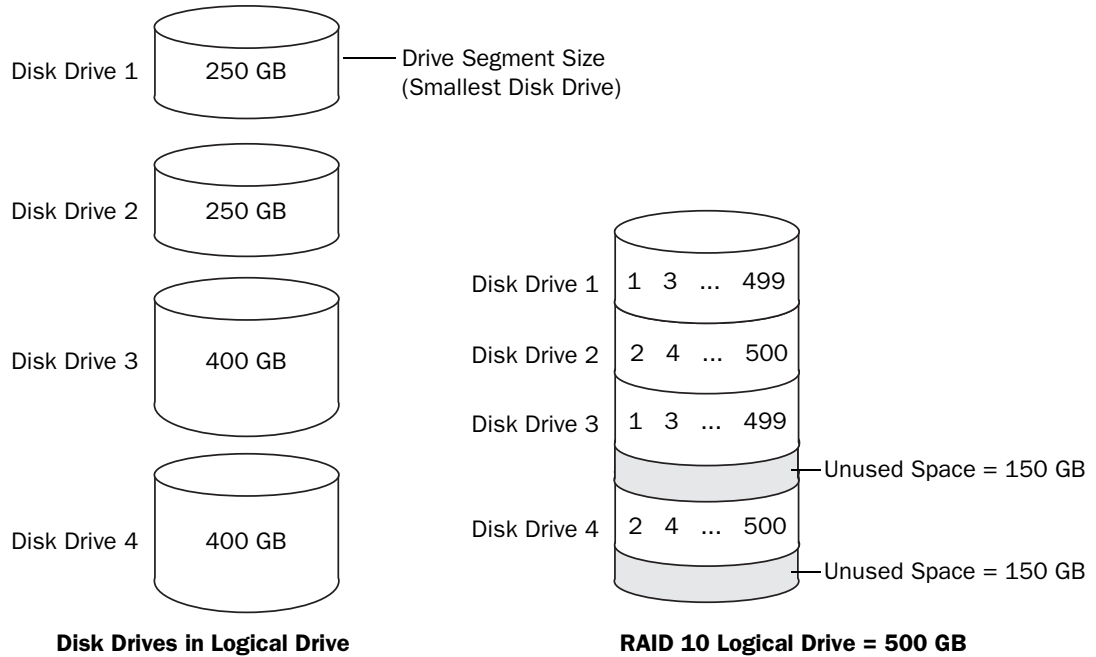 Disk Drive 1
250 GB
Drive Segment Size
(Smallest Disk Drive)
Disk Drive 2
250 GB
Disk Drive 3
400 GB
Disk Drive 4
400 GB
Disk Drives in Logical Drive
Disk Drive 1
1 3 ... 499
Disk Drive 2
2 4 ... 500
Disk Drive 3
1 3 ... 499
Unused Space = 150 GB
Disk Drive 4
2 4 ... 500
Unused Space = 150 GB
RAID 10 Logical Drive = 500 GB